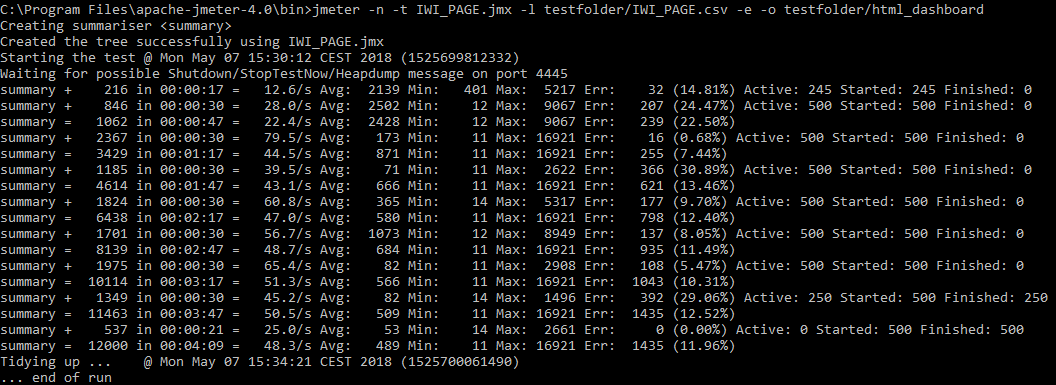 C:\Program Files\apache-jmeter-4.0\bin>jmeter -n -t IWI_PAGE.jmx -l testfolder/IWI_PAGE.csv -e -o testfolder/html_dashboard
Creating summariser <summary>
Created the tree successfully using IWI_PAGE.jmx
Starting the test @ Mon May 07 15:30:12 CEST 2018 (1525699812332)
Waiting for possible Shutdown/StopTestNow/Heapdump message on port 4445
summary +    216 in 00:00:17 =   12.6/s Avg:  2139 Min:   401 Max:  5217 Err:    32 (14.81%) Active: 245 Started: 245 Finished: 0
summary +    846 in 00:00:30 =   28.0/s Avg:  2502 Min:    12 Max:  9067 Err:   207 (24.47%) Active: 500 Started: 500 Finished: 0
summary =   1062 in 00:00:47 =   22.4/s Avg:  2428 Min:    12 Max:  9067 Err:   239 (22.50%)
summary +   2367 in 00:00:30 =   79.5/s Avg:   173 Min:    11 Max: 16921 Err:    16 (0.68%) Active: 500 Started: 500 Finished: 0
summary =   3429 in 00:01:17 =   44.5/s Avg:   871 Min:    11 Max: 16921 Err:   255 (7.44%)
summary +   1185 in 00:00:30 =   39.5/s Avg:    71 Min:    11 Max:  2622 Err:   366 (30.89%) Active: 500 Started: 500 Finished: 0
summary =   4614 in 00:01:47 =   43.1/s Avg:   666 Min:    11 Max: 16921 Err:   621 (13.46%)
summary +   1824 in 00:00:30 =   60.8/s Avg:   365 Min:    14 Max:  5317 Err:   177 (9.70%) Active: 500 Started: 500 Finished: 0
summary =   6438 in 00:02:17 =   47.0/s Avg:   580 Min:    11 Max: 16921 Err:   798 (12.40%)
summary +   1701 in 00:00:30 =   56.7/s Avg:  1073 Min:    12 Max:  8949 Err:   137 (8.05%) Active: 500 Started: 500 Finished: 0
summary =   8139 in 00:02:47 =   48.7/s Avg:   684 Min:    11 Max: 16921 Err:   935 (11.49%)
summary +   1975 in 00:00:30 =   65.4/s Avg:    82 Min:    11 Max:  2908 Err:   108 (5.47%) Active: 500 Started: 500 Finished: 0
summary =  10114 in 00:03:17 =   51.3/s Avg:   566 Min:    11 Max: 16921 Err:  1043 (10.31%)
summary +   1349 in 00:00:30 =   45.2/s Avg:    82 Min:    14 Max:  1496 Err:   392 (29.06%) Active: 250 Started: 500 Finished: 250
summary =  11463 in 00:03:47 =   50.5/s Avg:   509 Min:    11 Max: 16921 Err:  1435 (12.52%)
summary +    537 in 00:00:21 =   25.0/s Avg:    53 Min:    14 Max:  2661 Err:     0 (0.00%) Active: 0 Started: 500 Finished: 500
summary =  12000 in 00:04:09 =   48.3/s Avg:   489 Min:    11 Max: 16921 Err:  1435 (11.96%)
Tidying up ...    @ Mon May 07 15:34:21 CEST 2018 (1525700061490)
... end of run